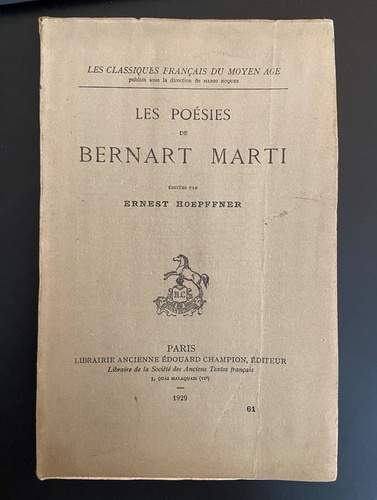 LES CLASSIQUES FRANÇAIS DU MOYEN AGE
publiés sous la direction de MARIO ROQUES
LES POÉSIES
DE
BERNART MARTI
ÉDITÉES PAR
ERNEST HOEPFFNER
H.C
PARIS
LIBRAIRIE ANCIENNE ÉDOUARD CHAMPION, ÉDITEUR
Libraire de la Société des Anciens Textes français
5, QUAI MALAQUAIS (VIᵉ)
1929
61